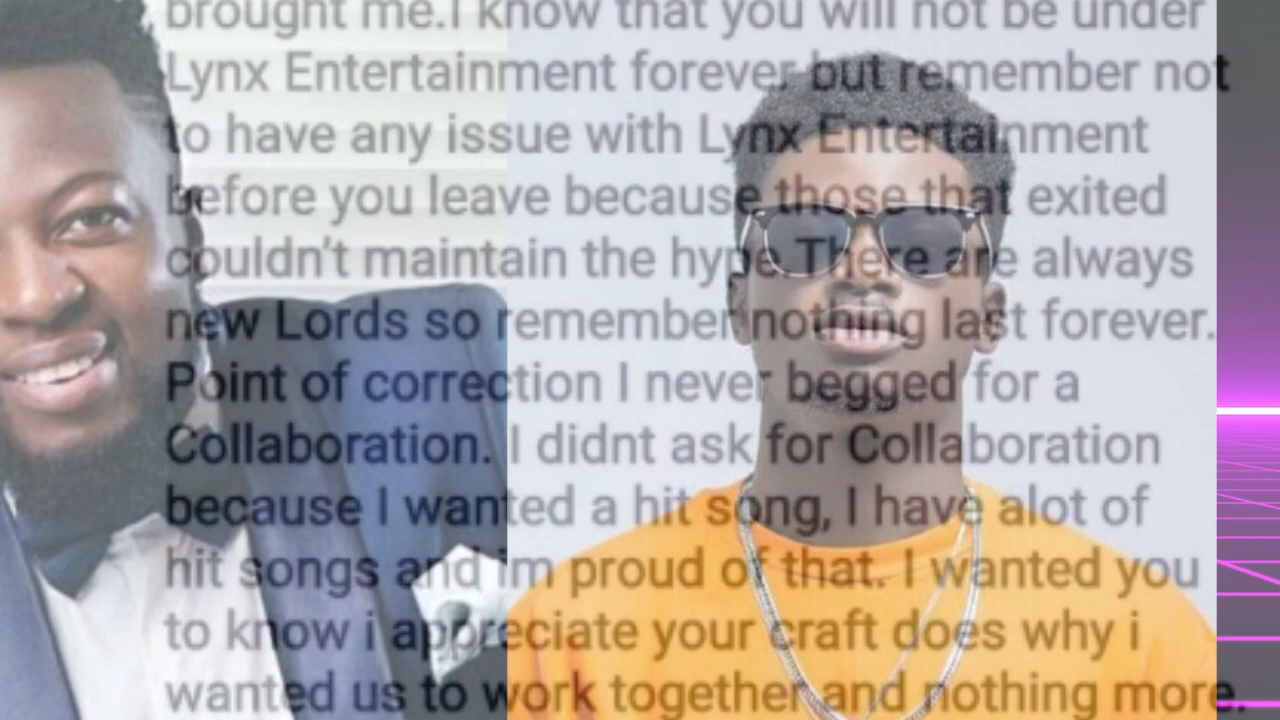 brought me.I know that you will not be under
Lynx Entertainment forever but remember not
to have any issue with Lynx Entertainment
before you leave because those that exited
couldn't maintain the hype There are always
new Lords so remember nothing last forever.
Point of correction I never begged for a
Collaboration. I didnt ask for Collaboration
because I wanted a hit song, I have alot of
hit songs and im proud of that. I wanted you
to know i appreciate your craft does why i
wanted us to work together and nothing more.